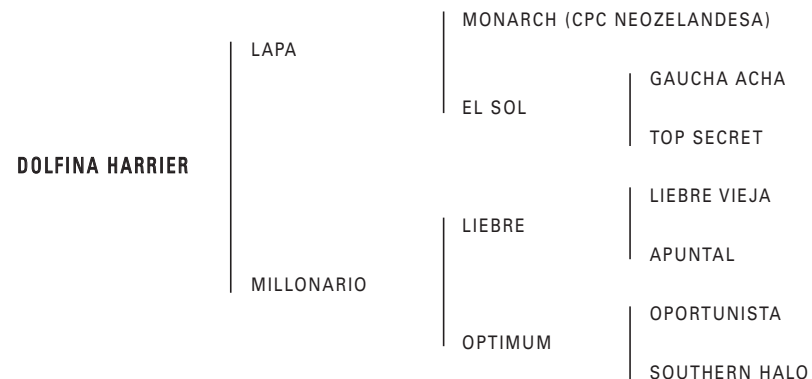 MONARCH (CPC NEOZELANDESA)
LAPA
GAUCHA ACHA
EL SOL
TOP SECRET
DOLFINA HARRIER
LIEBRE VIEJA
LIEBRE
APUNTAL
MILLONARIO
OPORTUNISTA
OPTIMUM
SOUTHERN HALO